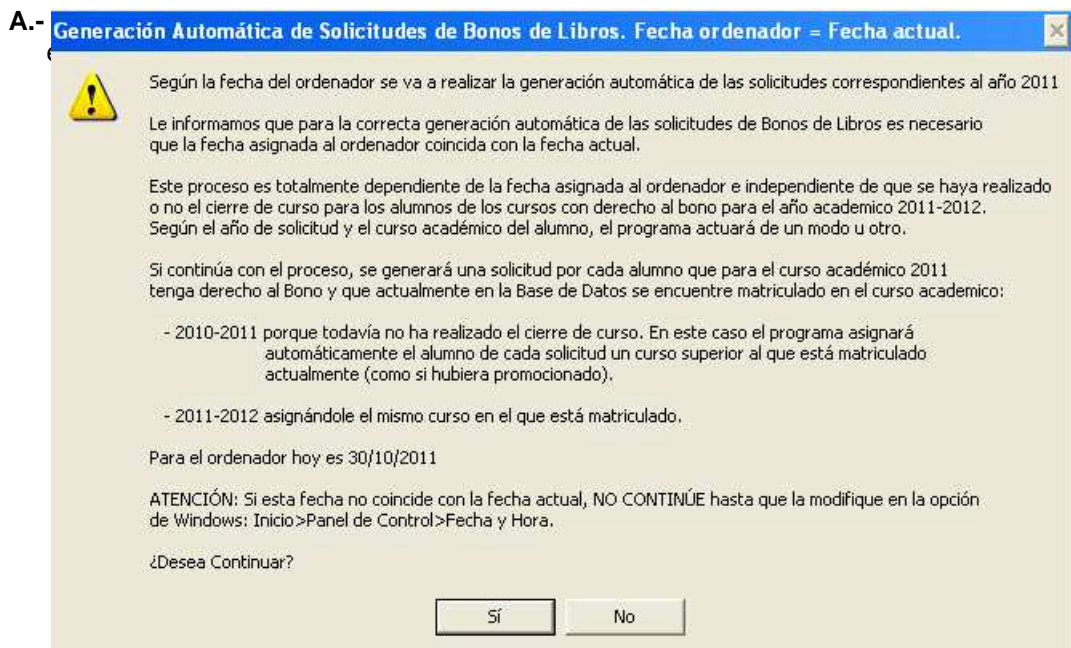 A.-
Generación Automática de Solicitudes de Bonos de Libros. Fecha ordenador = Fecha actual.
Según la fecha del ordenador se va a realizar la generación automática de las solicitudes correspondientes al año 2011
Le informamos que para la correcta generación automática de las solicitudes de Bonos de Libros es necesario
que la fecha asignada al ordenador coincida con la fecha actual.
Este proceso es totalmente dependiente de la fecha asignada al ordenador e independiente de que se haya realizado
o no el cierre de curso para los alumnos de los cursos con derecho al bono para el año academico 2011-2012.
Según el año de solicitud y el curso académico del alumno, el programa actuará de un modo u otro.
Si continúa con el proceso, se generará una solicitud por cada alumno que para el curso académico 2011
tenga derecho al Bono y que actualmente en la Base de Datos se encuentre matriculado en el curso academico:
- 2010-2011 porque todavía no ha realizado el cierre de curso. En este caso el programa asignará
automáticamente el alumno de cada solicitud un curso superior al que está matriculado
actualmente (como si hubiera promocionado).
- 2011-2012 asignándole el mismo curso en el que está matriculado.
Para el ordenador hoy es 30/10/2011
ATENCIÓN: Si esta fecha no coincide con la fecha actual, NO CONTINÚE hasta que la modifique en la opción
de Windows: Inicio>Panel de Control>Fecha y Hora.
¿Desea Continuar?
Sí No